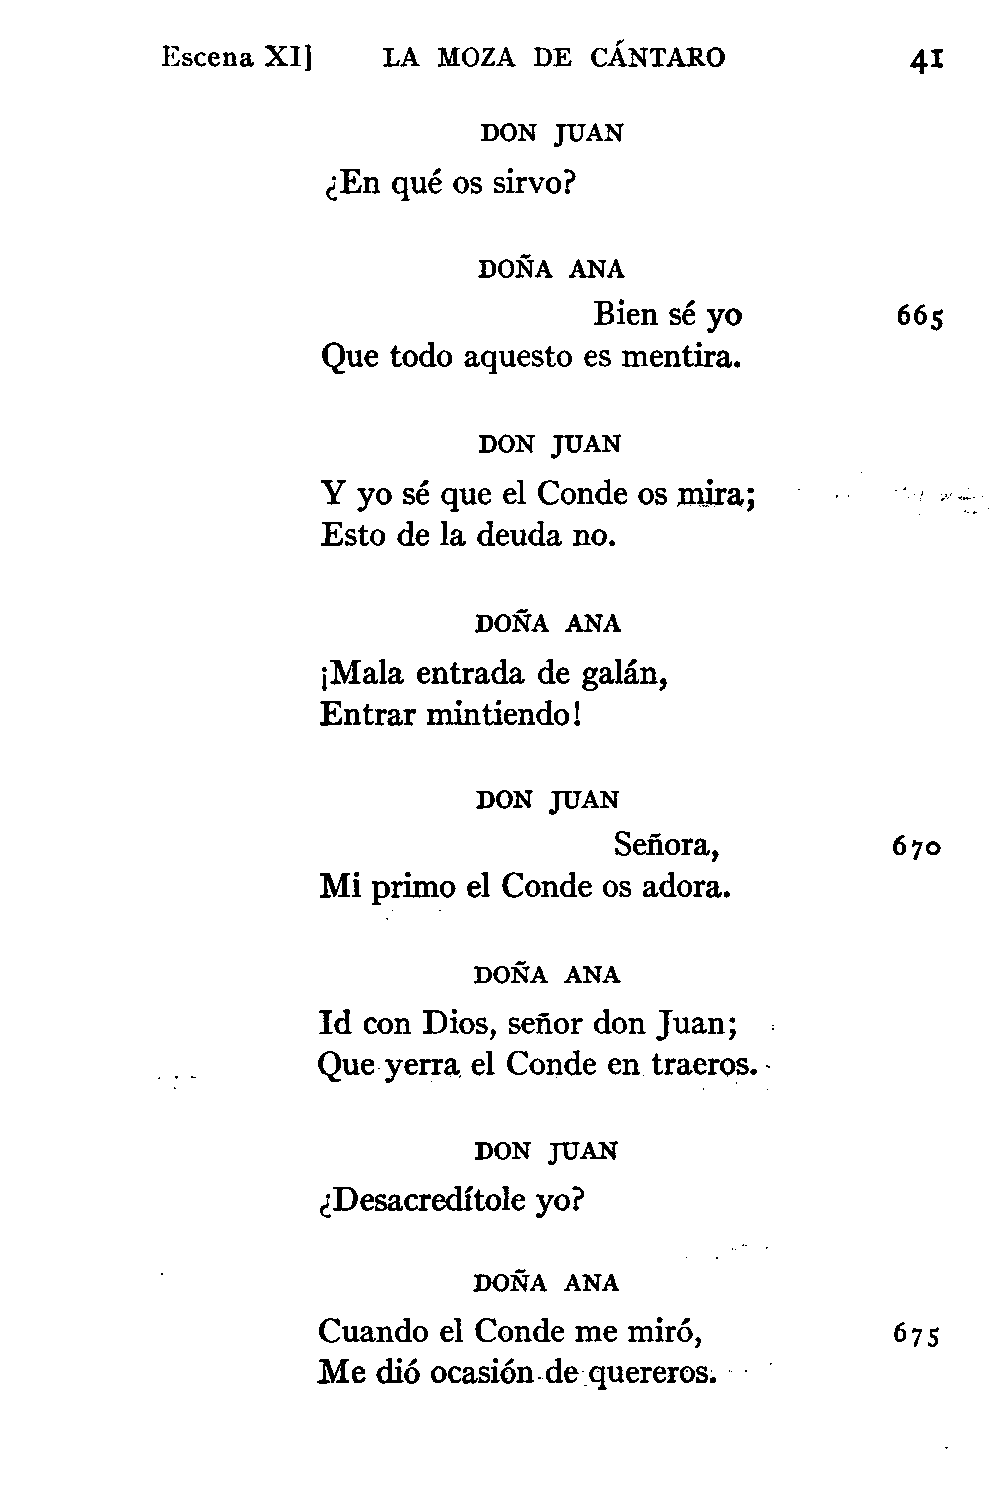 Escena XI] LA MOZA DE CÁNTARO 41
DON JUAN
¿En qué os sirvo?
DOÑA ANA
Bien sé yo 665
Que todo aquesto es mentira.
DON JUAN
Y yo sé que el Conde os mira;
Esto de la deuda no.
DOÑA ANA
¡Mala entrada de galán,
Entrar mintiendo!
DON JUAN
Señora, 670
Mi primo el Conde os adora.
DOÑA ANA
Id con Dios, señor don Juan;
Que yerra el Conde en traeros.
DON JUAN
¿Desacredítole yo?
DOÑA ANA
Cuando el Conde me miró, 675
Me dió ocasión de quereros.